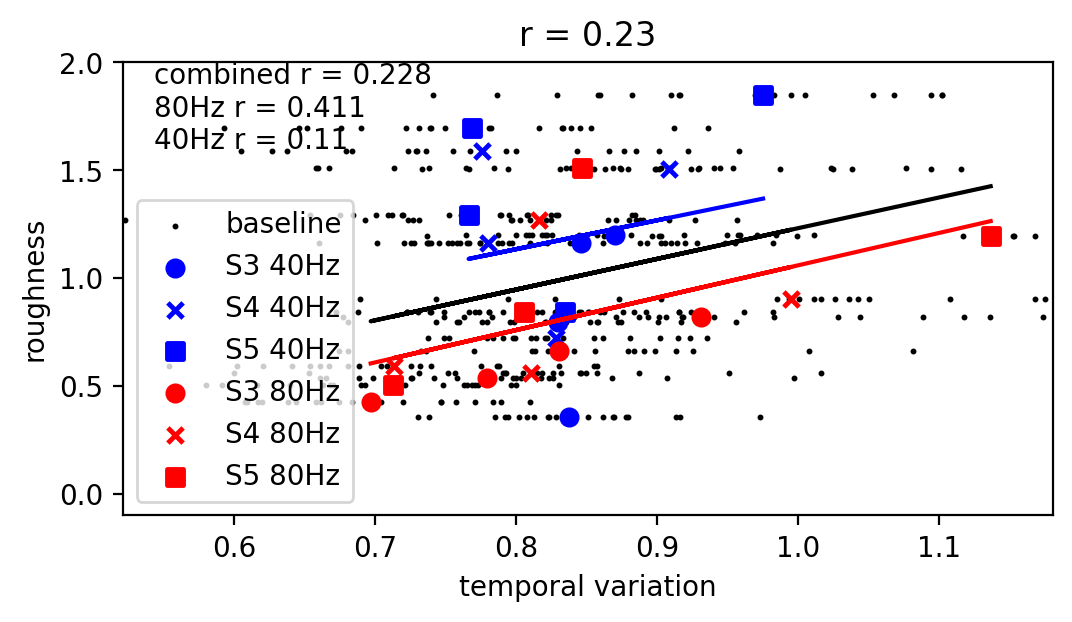 r = 0.23
combined r = 0.228
80Hz r = 0.411
40Hz r = 0.11
2.0
1.5
1.0
0.5
0.0
roughness
baseline
S3 40Hz
S4 40Hz
S5 40Hz
S3 80Hz
S4 80Hz
S5 80Hz
0.6 0.7 0.8 0.9 1.0 1.1
temporal variation